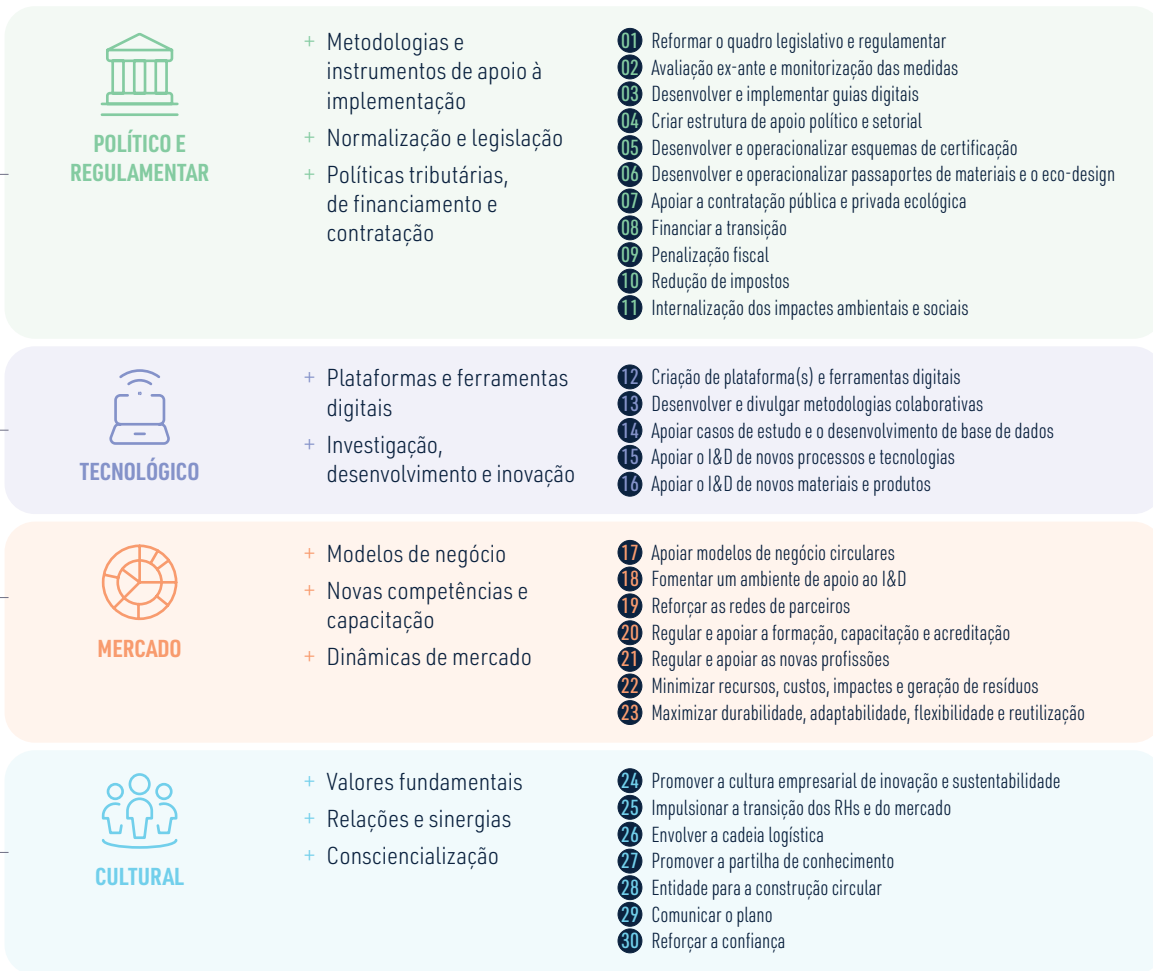 POLÍTICO E
REGULAMENTAR
+ Metodologias e
instrumentos de apoio à
implementação
+ Normalização e legislação
+ Políticas tributárias,
de financiamento e
contratação
01 Reformar o quadro legislativo e regulamentar
02 Avaliação ex-ante e monitorização das medidas
03 Desenvolver e implementar guias digitais
04 Criar estrutura de apoio político e setorial
05 Desenvolver e operacionalizar esquemas de certificação
06 Desenvolver e operacionalizar passaportes de materiais e o eco-design
07 Apoiar a contratação pública e privada ecológica
08 Financiar a transição
09 Penalização fiscal
10 Redução de impostos
11 Internalização dos impactes ambientais e sociais
TECNOLÓGICO
+ Plataformas e ferramentas
digitais
+ Investigação,
desenvolvimento e inovação
12 Criação de plataforma(s) e ferramentas digitais
13 Desenvolver e divulgar metodologias colaborativas
14 Apoiar casos de estudo e o desenvolvimento de base de dados
15 Apoiar o I&D de novos processos e tecnologias
16 Apoiar o I&D de novos materiais e produtos
MERCADO
+ Modelos de negócio
+ Novas competências e
capacitação
+ Dinâmicas de mercado
17 Apoiar modelos de negócio circulares
18 Fomentar um ambiente de apoio ao I&D
19 Reforçar as redes de parceiros
20 Regular e apoiar a formação, capacitação e acreditação
21 Regular e apoiar as novas profissões
22 Minimizar recursos, custos, impactes e geração de resíduos
23 Maximizar durabilidade, adaptabilidade, flexibilidade e reutilização
CULTURAL
+ Valores fundamentais
+ Relações e sinergias
+ Consciencialização
24 Promover a cultura empresarial de inovação e sustentabilidade
25 Impulsionar a transição dos RHs e do mercado
26 Envolver a cadeia logística
27 Promover a partilha de conhecimento
28 Entidade para a construção circular
29 Comunicar o plano
30 Reforçar a confiança